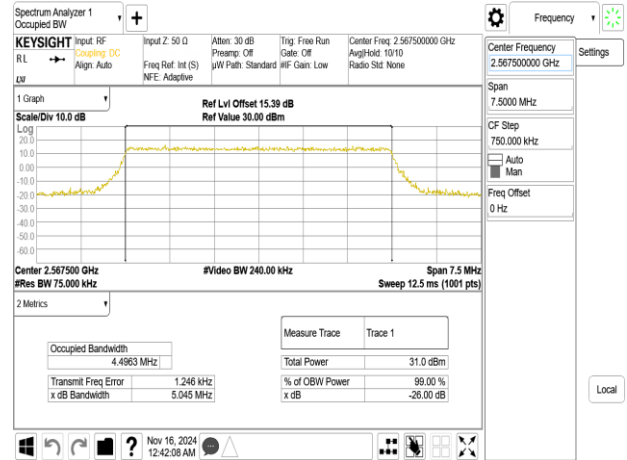 Spectrum Analyzer 1
Occupied BW
Frequency
KEYSIGHT
RL
Input: RF
Coupling: DC
Align: Auto
Input Z: 50 Ω
Freq Ref: Int (S)
NFE: Adaptive
Atten: 30 dB
Preamp: Off
µW Path: Standard
Trig: Free Run
Gate: Off
#IF Gain: Low
Center Freq: 2.567500000 GHz
Avg|Hold: 10/10
Radio Std: None
Center Frequency
2.567500000 GHz
Settings
Span
7.5000 MHz
CF Step
750.000 kHz
Auto
Man
Freq Offset
0 Hz
Local
1 Graph
Scale/Div 10.0 dB
Ref Lvl Offset 15.39 dB
Ref Value 30.00 dBm
Log
20.0
10.0
0.00
-10.0
-20.0
-30.0
-40.0
-50.0
-60.0
Center 2.567500 GHz
#Res BW 75.000 kHz
#Video BW 240.00 kHz
Span 7.5 MHz
Sweep 12.5 ms (1001 pts)
2 Metrics
Measure Trace Trace 1
Occupied Bandwidth
4.4963 MHz
Total Power 31.0 dBm
Transmit Freq Error 1.246 kHz
% of OBW Power 99.00 %
x dB Bandwidth 5.045 MHz
x dB -26.00 dB
?
Nov 16, 2024
12:42:08 AM